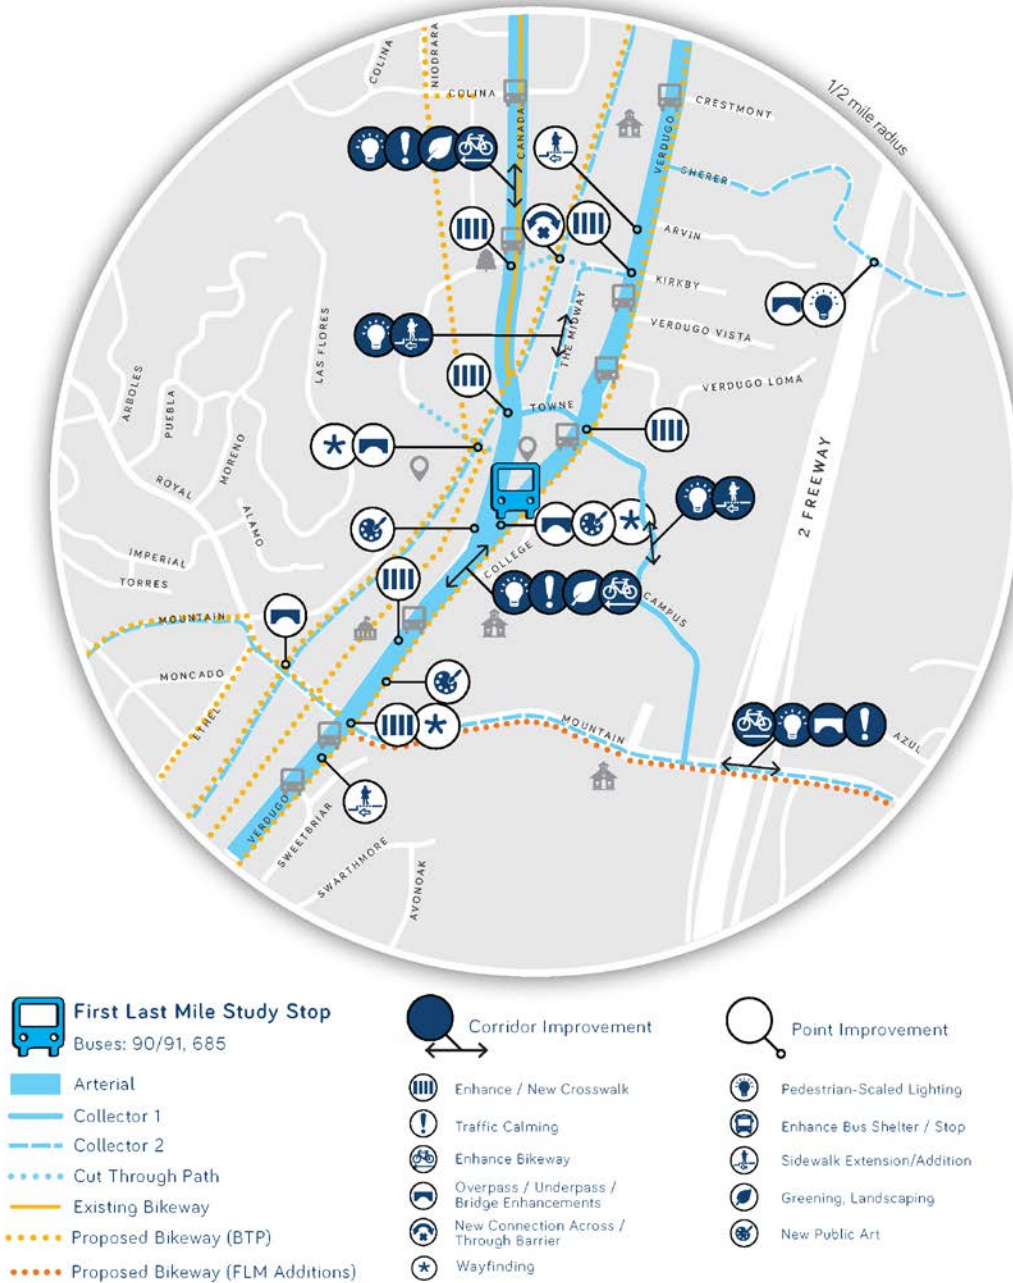 COLINA
NIODRARA
COLINA
CANADA
VERDUGO
CRESTMONT
1/2 mile radius
SHERER
ARVIN
KIRKBY
THE MIDWAY
VERDUGO VISTA
LAS FLORES
VERDUGO LOMA
ARBOLES
PUEBLA
TOWNE
MORENO
2 FREEWAY
ROYAL
ALAMO
IMPERIAL
COLLEGE
TORRES
CAMPUS
MOUNTAIN
MONCADO
ETHEL
MOUNTAIN
AZUL
VERDUGO
SWEETBRIAR
SWARTHMORE
AVONOAK
First Last Mile Study Stop
Buses: 90/91, 685
Arterial
Collector 1
Collector 2
Cut Through Path
Existing Bikeway
Proposed Bikeway (BTP)
Proposed Bikeway (FLM Additions)
Corridor Improvement
Enhance / New Crosswalk
Traffic Calming
Enhance Bikeway
Overpass / Underpass /
Bridge Enhancements
New Connection Across /
Through Barrier
Wayfinding
Point Improvement
Pedestrian-Scaled Lighting
Enhance Bus Shelter / Stop
Sidewalk Extension/Addition
Greening, Landscaping
New Public Art